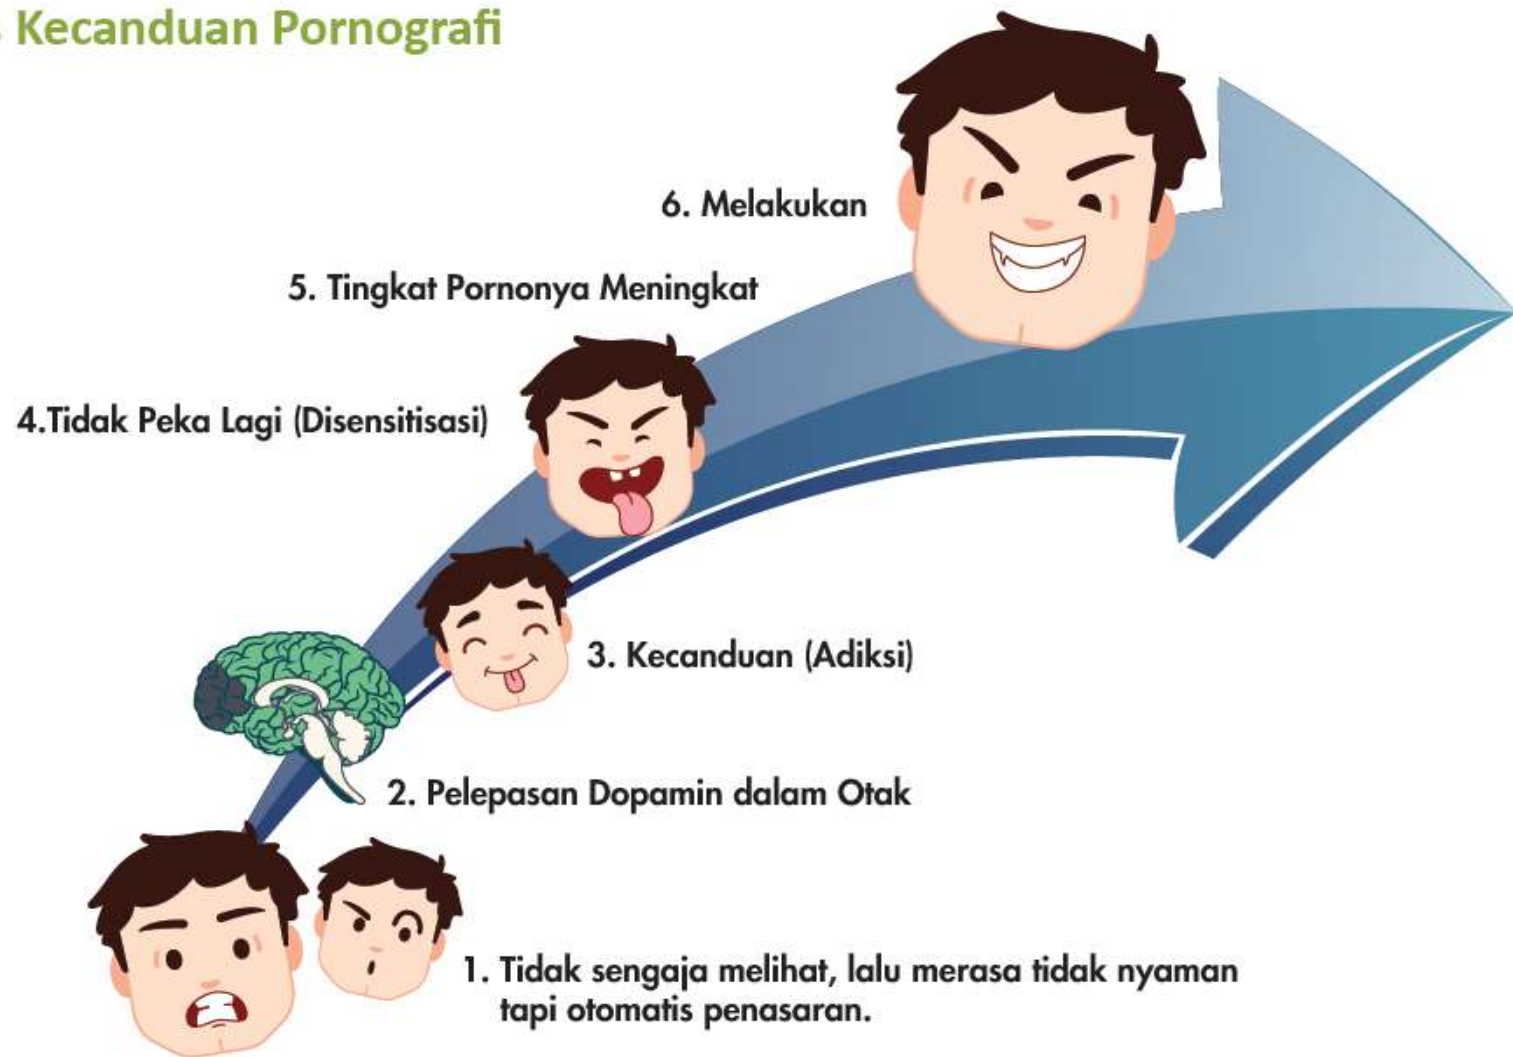 Kecanduan Pornografi
6. Melakukan
5. Tingkat Pornonya Meningkat
4.Tidak Peka Lagi (Disensitisasi)
3. Kecanduan (Adiksi)
2. Pelepasan Dopamin dalam Otak
1. Tidak sengaja melihat, lalu merasa tidak nyaman
tapi otomatis penasaran.